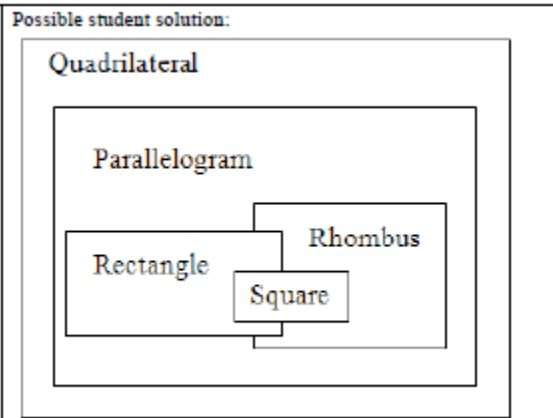 Possible student solution:
Quadrilateral
Parallelogram
Rhombus
Rectangle
Square